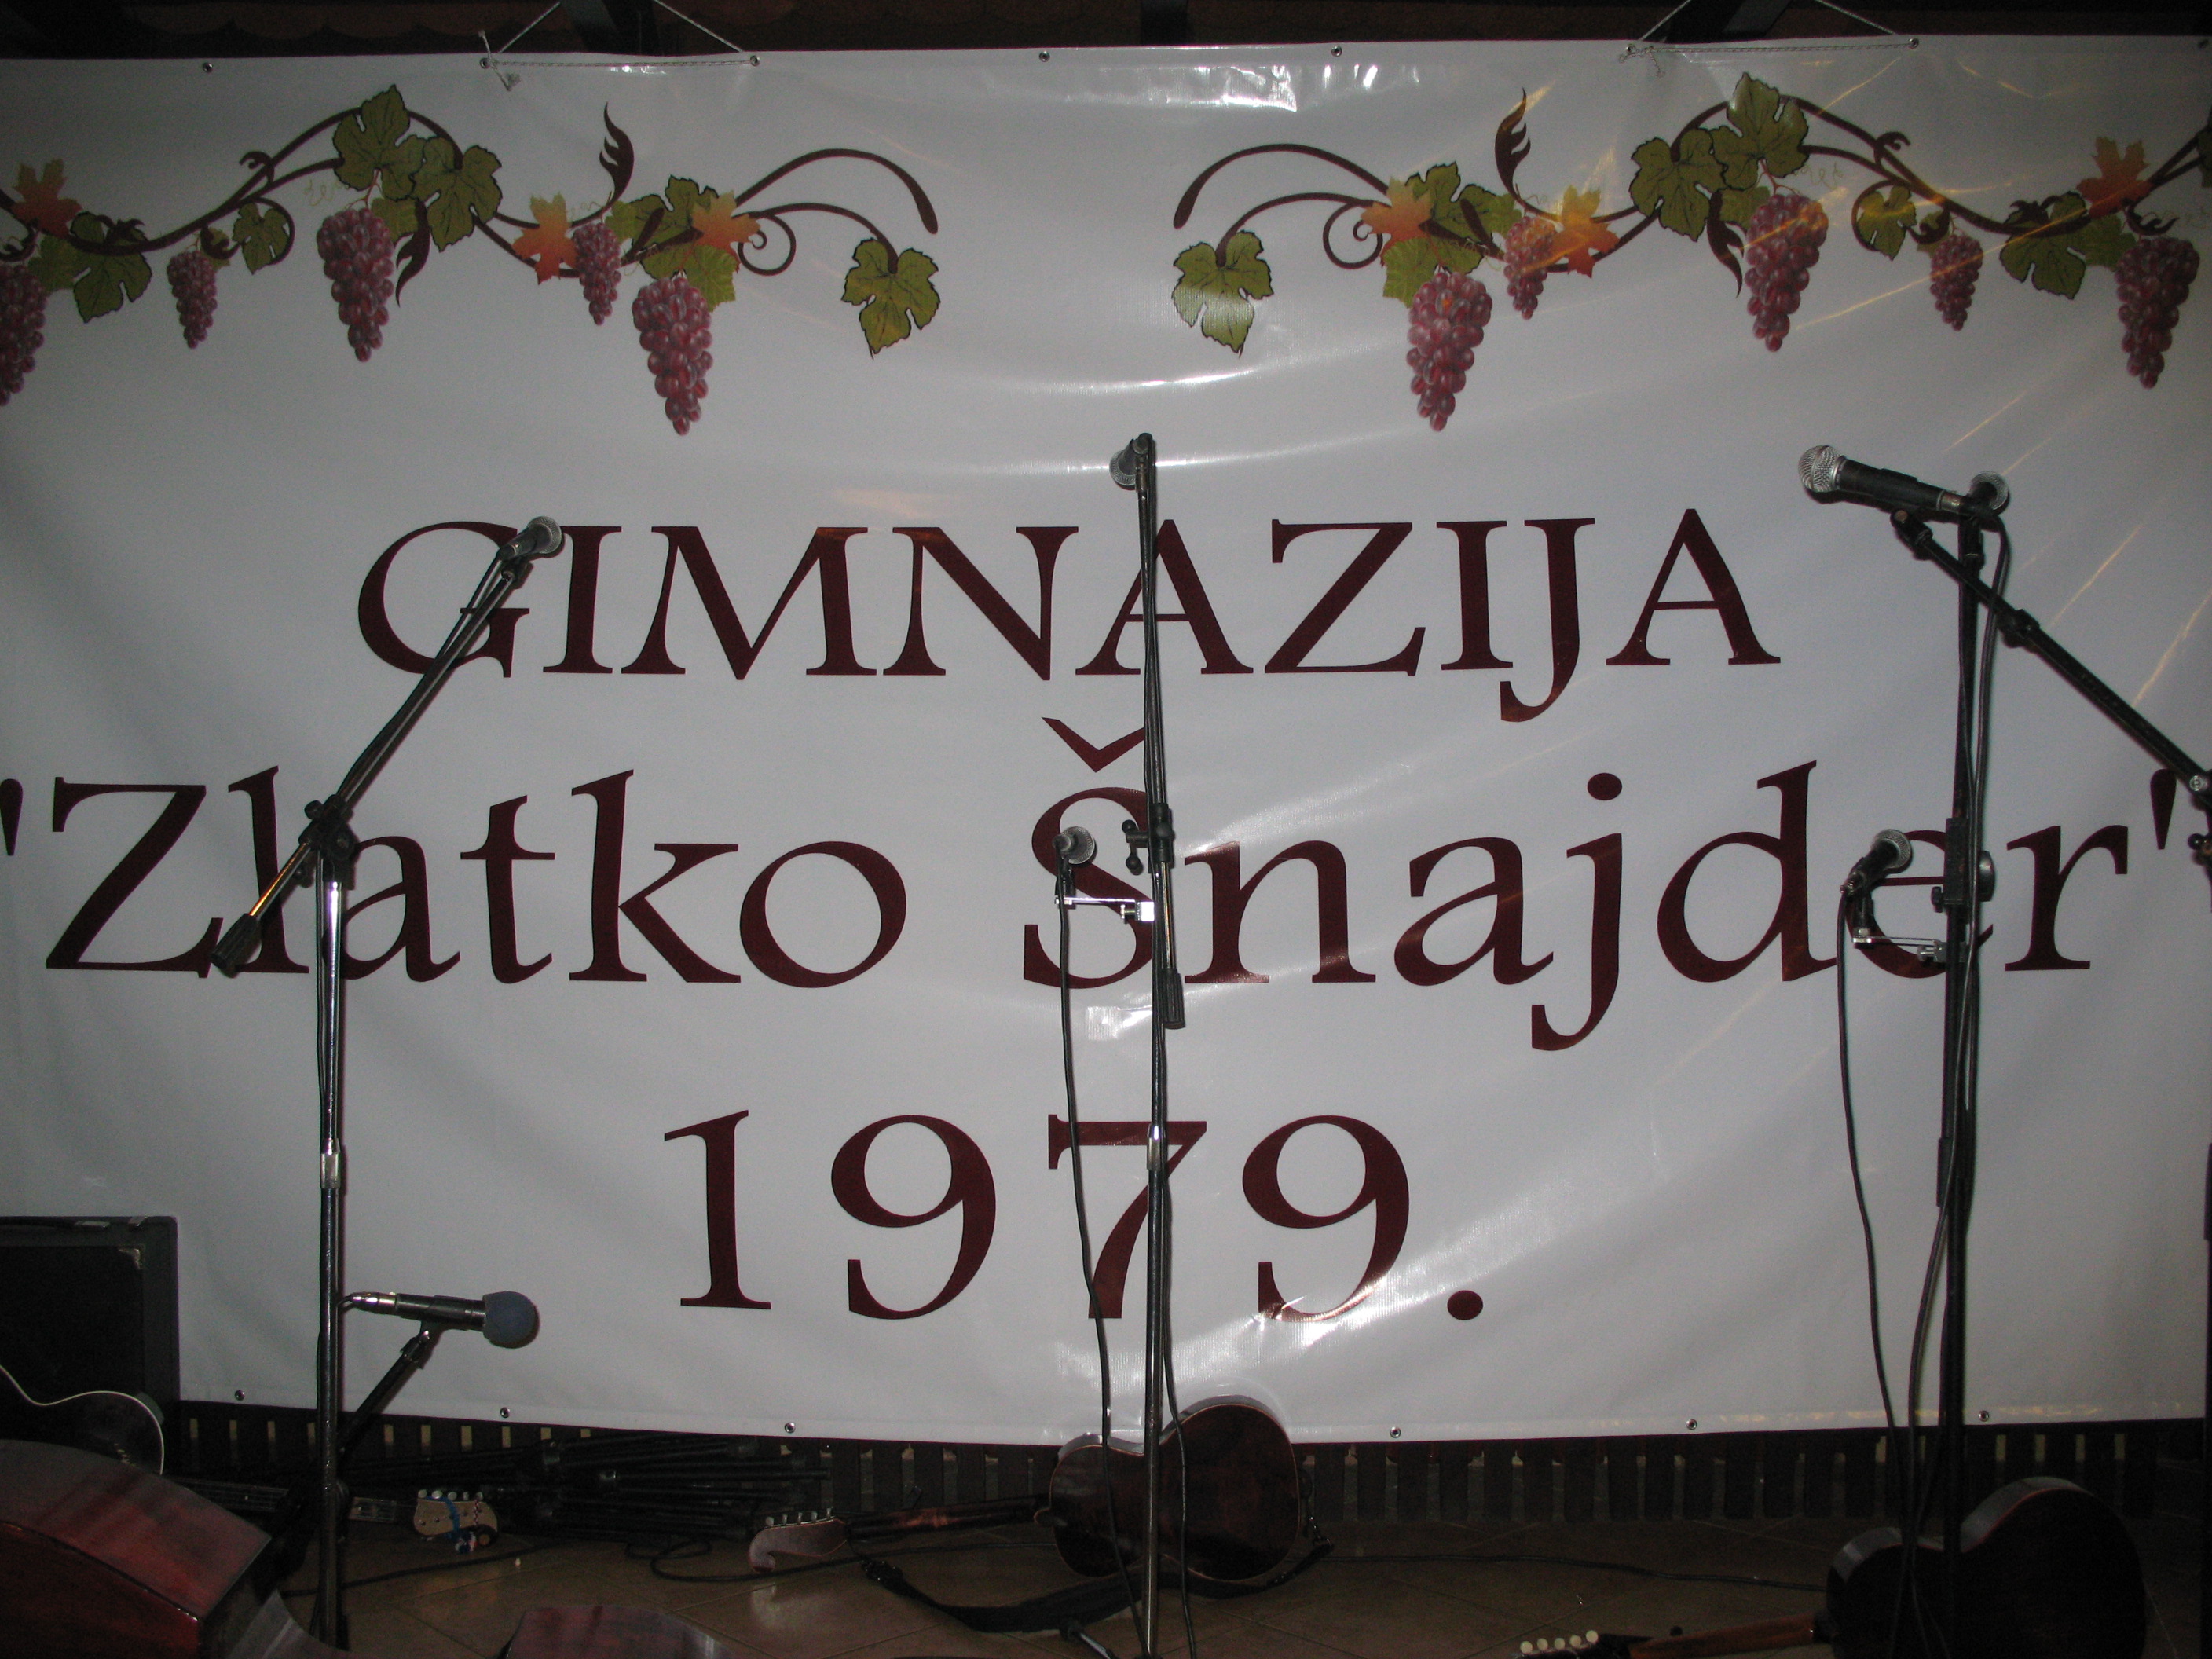 GIMNAZIJA
"Zlatko Šnajder"
1979.